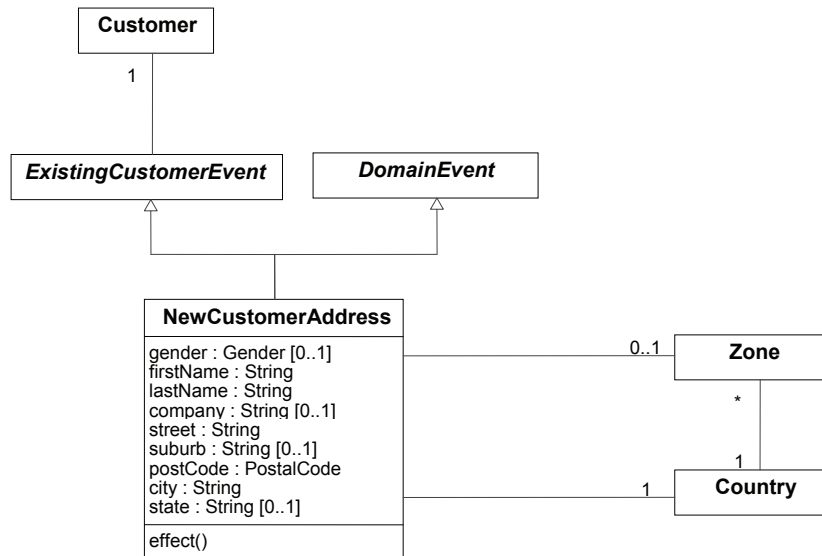 Customer
1
ExistingCustomerEvent
DomainEvent
NewCustomerAddress
gender : Gender [0..1]
firstName : String
lastName : String
company : String [0..1]
street : String
suburb : String [0..1]
postCode : PostalCode
city : String
state : String [0..1]
effect()
0..1
Zone
*
1
1
Country